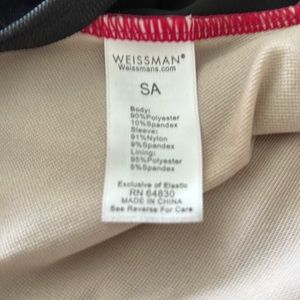 WEISSMAN®
Weissmans.com
SA
Body:
90%Polyester
10%Spandex
Sleeve:
91%Nylon
9%Spandex
Lining:
95%Polyester
5%Spandex
Exclusive of Elastic
RN 64830
MADE IN CHINA
See Reverse For Care